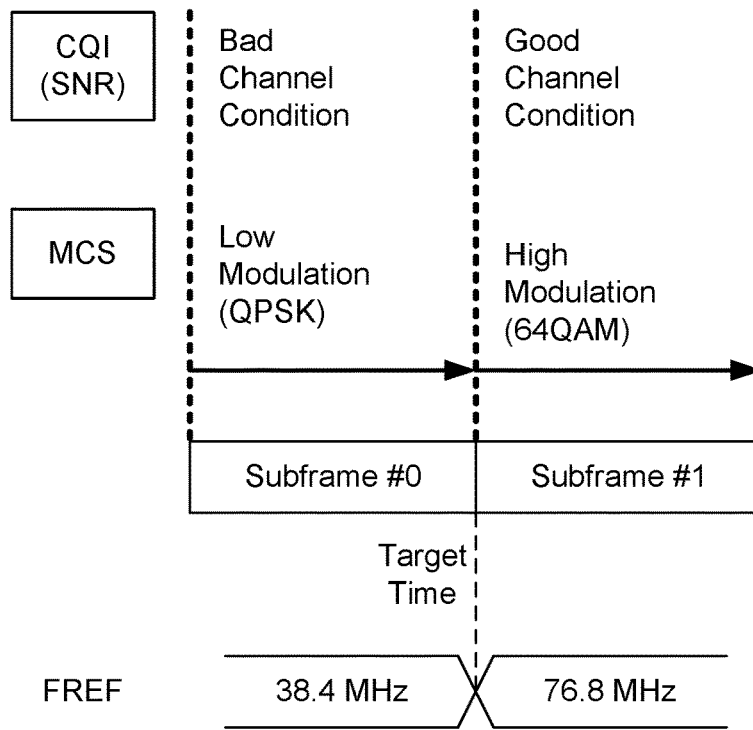 CQI
(SNR)
Bad
Channel
Condition
Good
Channel
Condition
MCS
Low
Modulation
(QPSK)
High
Modulation
(64QAM)
Subframe #0
Subframe #1
Target
Time
FREF
38.4 MHz
76.8 MHz